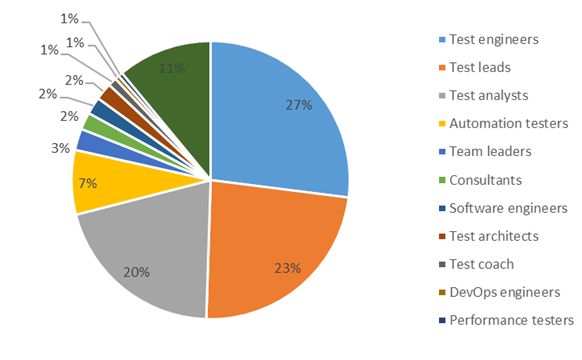 1%
1%
1%
2%
2%
2%
3%
7%
11%
27%
20%
23%
Test engineers
Test leads
Test analysts
Automation testers
Team leaders
Consultants
Software engineers
Test architects
Test coach
DevOps engineers
Performance testers